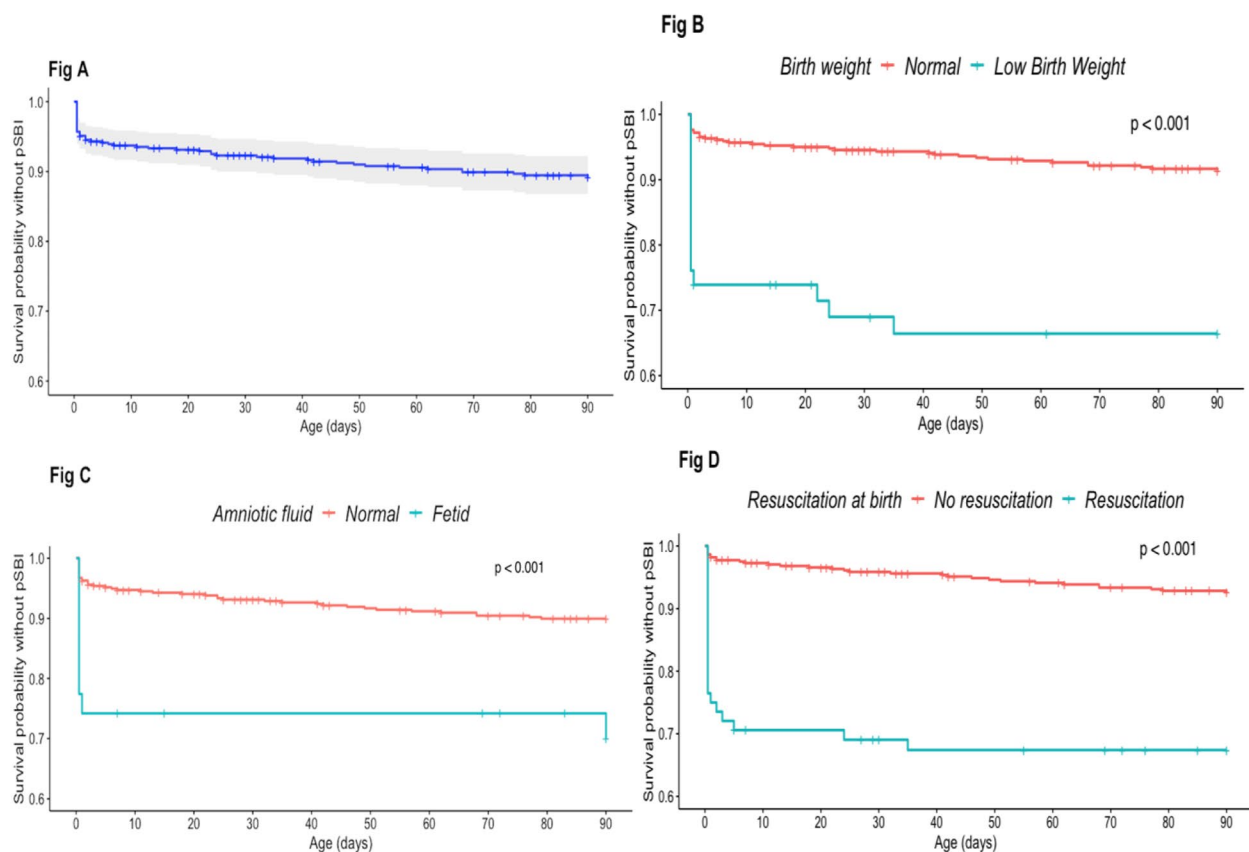 Fig A
Survival probability without pSBI
1.0
0.9
0.8
0.7
0.6
0 10 20 30 40 50 60 70 80 90
Age (days)
Fig B
Birth weight Normal Low Birth Weight
p < 0.001
Survival probability without pSBI
1.0
0.9
0.8
0.7
0.6
0 10 20 30 40 50 60 70 80 90
Age (days)
Fig C
Amniotic fluid Normal Fetid
p < 0.001
Survival probability without pSBI
1.0
0.9
0.8
0.7
0.6
0 10 20 30 40 50 60 70 80 90
Age (days)
Fig D
Resuscitation at birth No resuscitation Resuscitation
p < 0.001
Survival probability without pSBI
1.0
0.9
0.8
0.7
0.6
0 10 20 30 40 50 60 70 80 90
Age (days)